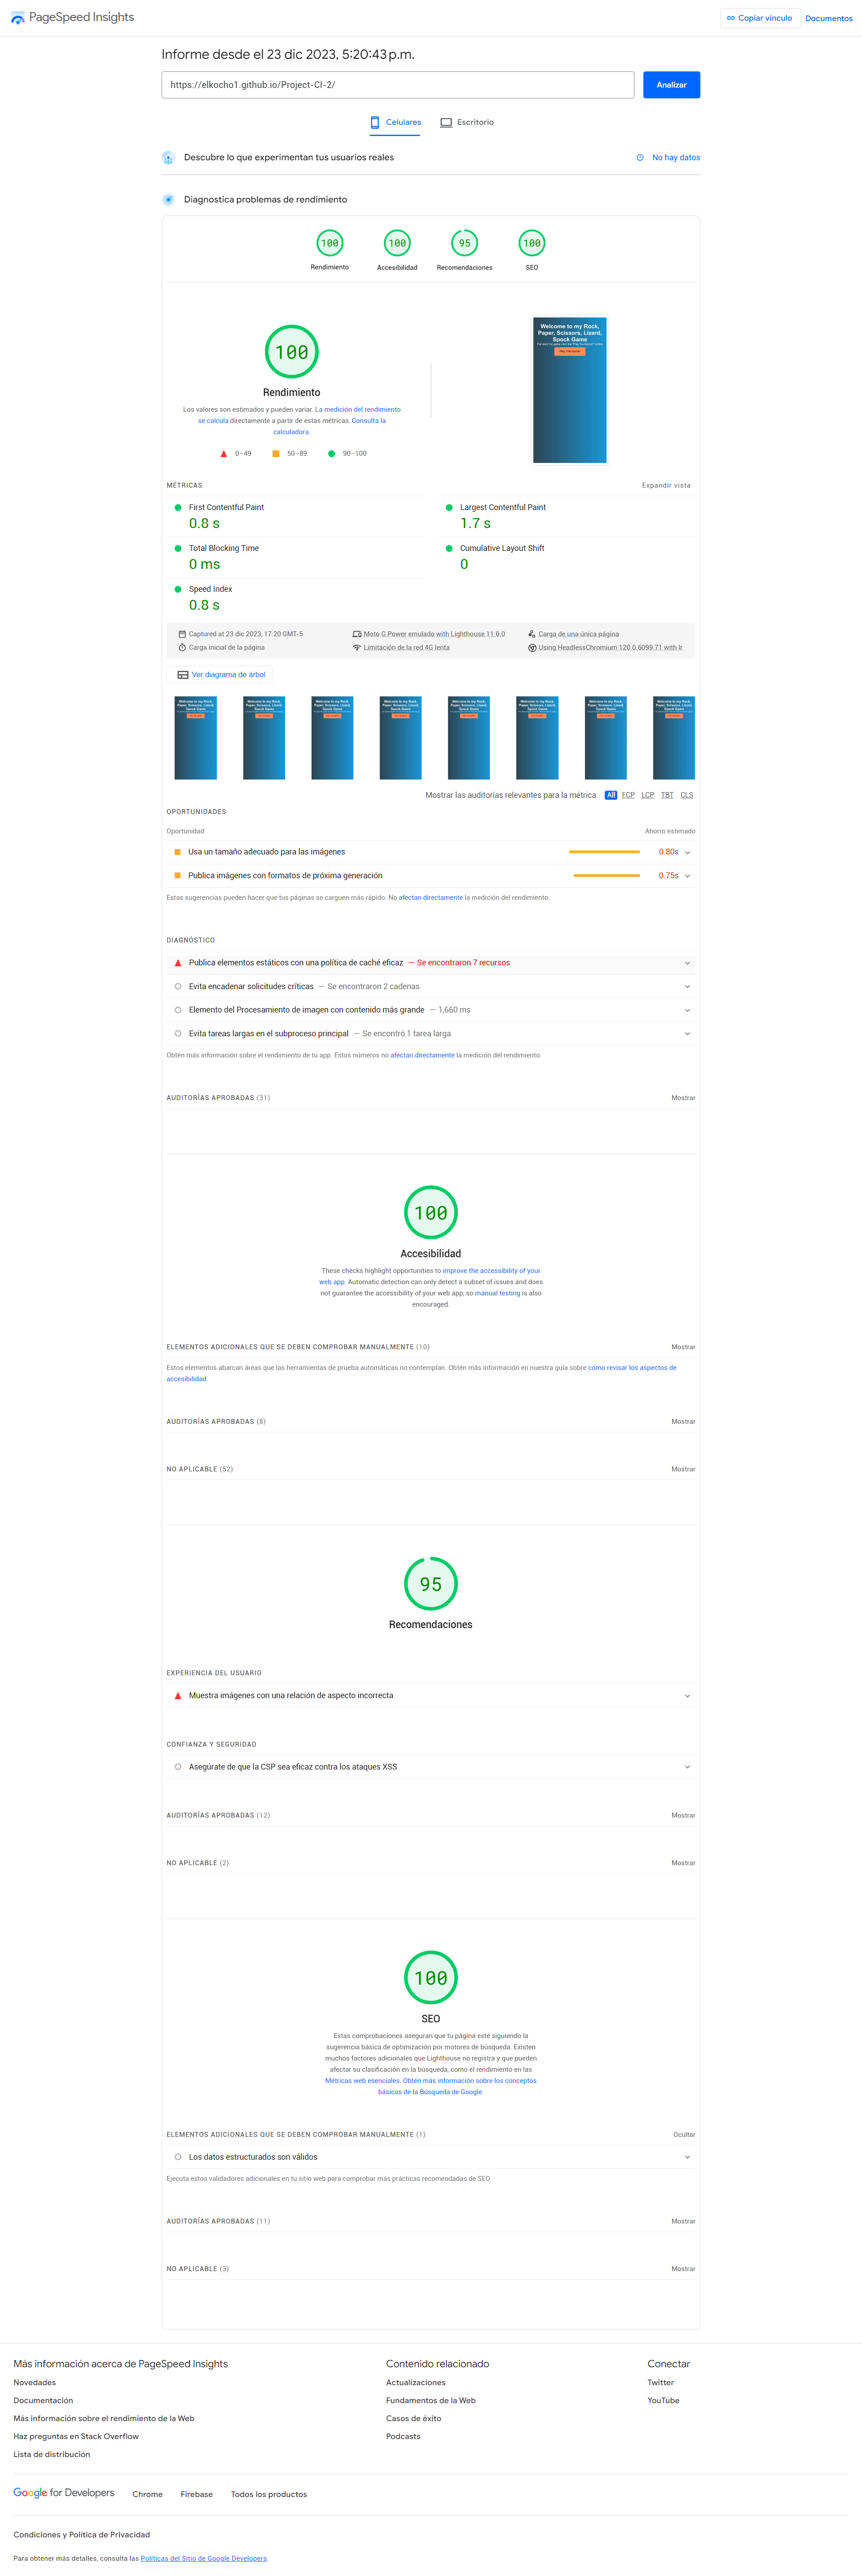 PageSpeed Insights
Copiar vínculo
Documentos
Informe desde el 23 dic 2023, 5:20:43 p.m.
https://elkocho1.github.io/Project-CI-2/
Analizar
Celulares
Escritorio
Descubre lo que experimentan tus usuarios reales
No hay datos
Diagnostica problemas de rendimiento
100
100
95
100
Rendimiento
Accesibilidad
Recomendaciones
SEO
100
Rendimiento
Los valores son estimados y pueden variar. La medición del rendimiento
se calcula directamente a partir de estas métricas. Consulta la
calculadora.
0–49
50–89
90–100
Welcome to my Rock,
Paper, Scissors, Lizard,
Spock Game
MÉTRICAS
Expandir vista
First Contentful Paint
0.8 s
Largest Contentful Paint
1.7 s
Total Blocking Time
0 ms
Cumulative Layout Shift
0
Speed Index
0.8 s
Captured at 23 dic 2023, 17:20 GMT-5
Moto G Power emulado with Lighthouse 11.0.0
Carga de una única página
Carga inicial de la página
Limitación de la red 4G lenta
Using HeadlessChromium 120.0.6099.71 with lr
Ver diagrama de árbol
Mostrar las auditorías relevantes para la métrica: All FCP LCP TBT CLS
OPORTUNIDADES
Oportunidad
Ahorro estimado
Usa un tamaño adecuado para las imágenes
0.80s
Publica imágenes con formatos de próxima generación
0.75s
Estas sugerencias pueden hacer que tus páginas se carguen más rápido. No afectan directamente la medición del rendimiento.
DIAGNÓSTICO
Publica elementos estáticos con una política de caché eficaz — Se encontraron 7 recursos
Evita encadenar solicitudes críticas — Se encontraron 2 cadenas
Elemento del Procesamiento de imagen con contenido más grande — 1,660 ms
Evita tareas largas en el subproceso principal — Se encontró 1 tarea larga
Obtén más información sobre el rendimiento de tu app. Estos números no afectan directamente la medición del rendimiento.
AUDITORÍAS APROBADAS (31)
Mostrar
100
Accesibilidad
These checks highlight opportunities to improve the accessibility of your
web app. Automatic detection can only detect a subset of issues and does
not guarantee the accessibility of your web app, so manual testing is also
encouraged.
ELEMENTOS ADICIONALES QUE SE DEBEN COMPROBAR MANUALMENTE (10)
Mostrar
Estos elementos abarcan áreas que las herramientas de prueba automáticas no contemplan. Obtén más información en nuestra guía sobre cómo revisar los aspectos de
accesibilidad.
AUDITORÍAS APROBADAS (8)
Mostrar
NO APLICABLE (52)
Mostrar
95
Recomendaciones
EXPERIENCIA DEL USUARIO
Muestra imágenes con una relación de aspecto incorrecta
CONFIANZA Y SEGURIDAD
Asegúrate de que la CSP sea eficaz contra los ataques XSS
AUDITORÍAS APROBADAS (12)
Mostrar
NO APLICABLE (2)
Mostrar
100
SEO
Estas comprobaciones aseguran que tu página esté siguiendo la
sugerencia básica de optimización por motores de búsqueda. Existen
muchos factores adicionales que Lighthouse no registra y que pueden
afectar su clasificación en la búsqueda, como el rendimiento en las
Métricas web esenciales. Obtén más información sobre los conceptos
básicos de la Búsqueda de Google.
ELEMENTOS ADICIONALES QUE SE DEBEN COMPROBAR MANUALMENTE (1)
Ocultar
Los datos estructurados son válidos
Ejecuta estos validadores adicionales en tu sitio web para comprobar más prácticas recomendadas de SEO.
AUDITORÍAS APROBADAS (11)
Mostrar
NO APLICABLE (3)
Mostrar
Más información acerca de PageSpeed Insights
Novedades
Documentación
Más información sobre el rendimiento de la Web
Haz preguntas en Stack Overflow
Lista de distribución
Contenido relacionado
Actualizaciones
Fundamentos de la Web
Casos de éxito
Podcasts
Conectar
Twitter
YouTube
Google for Developers
Chrome
Firebase
Todos los productos
Condiciones y Política de Privacidad
Para obtener más detalles, consulta las Políticas del Sitio de Google Developers.